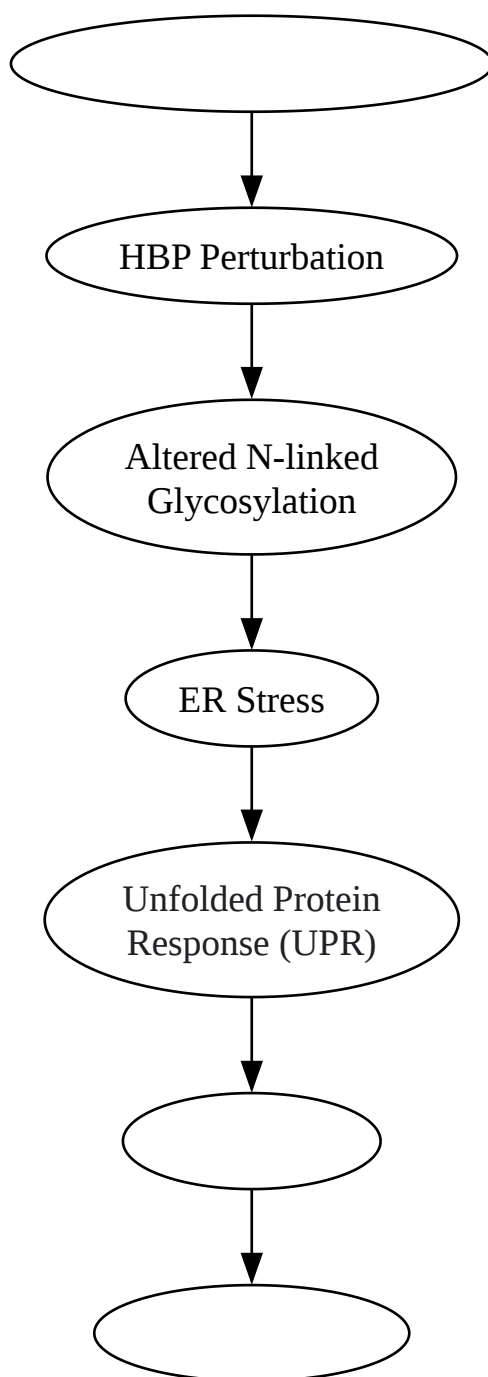 HBP Perturbation
Altered N-linked
Glycosylation
ER Stress
Unfolded Protein
Response (UPR)